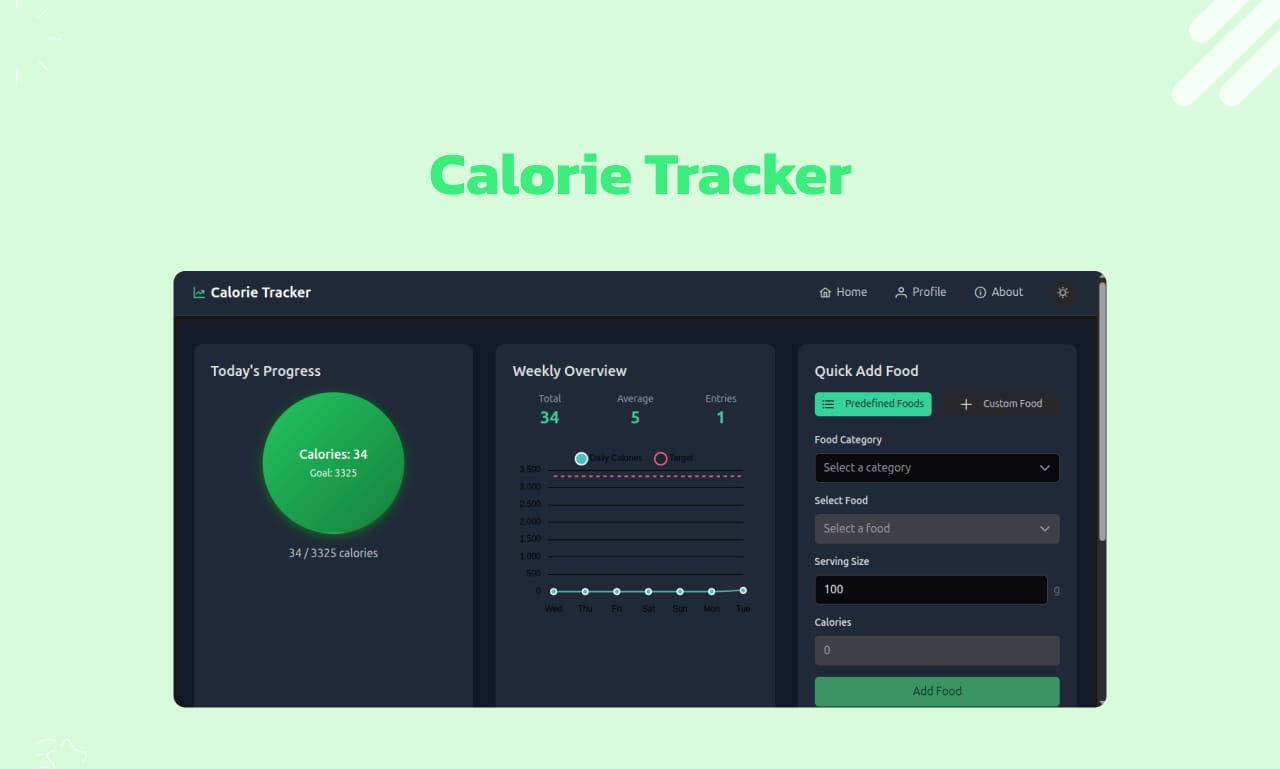 Calorie Tracker
Calorie Tracker
Home
Profile
About
Today's Progress
Calories: 34
Goal: 3325
34 / 3325 calories
Weekly Overview
Total
Average
Entries
34
5
1
Daily Calories
Target
3,500
3,000
2,500
2,000
1,500
1,000
500
0
Wed
Thu
Fri
Sat
Sun
Mon
Tue
Quick Add Food
Predefined Foods
Custom Food
Food Category
Select a category
Select Food
Select a food
Serving Size
100
g
Calories
0
Add Food